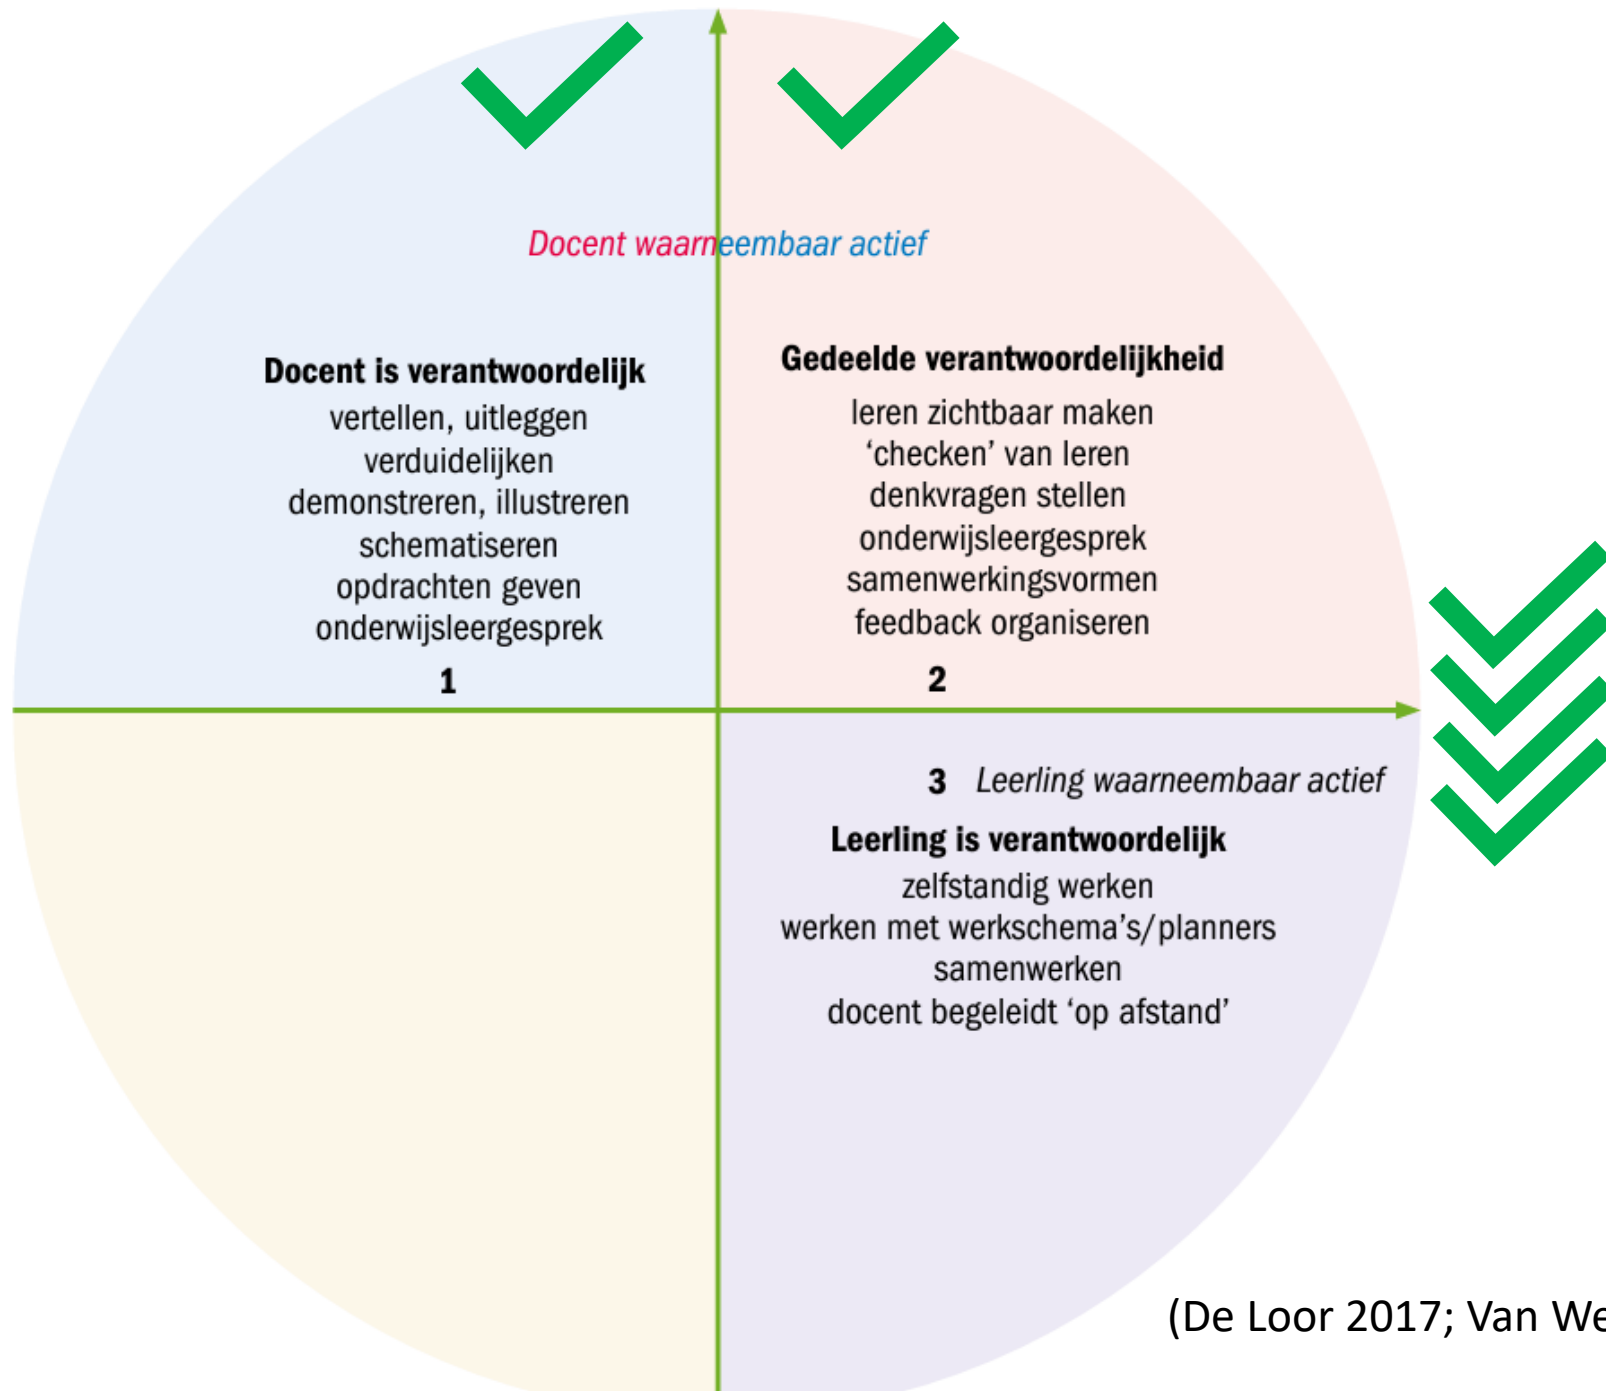 Docent waarneembaar actief
Docent is verantwoordelijk
vertellen, uitleggen
verduidelijken
demonstreren, illustreren
schematiseren
opdrachten geven
onderwijsleergesprek
1
Gedeelde verantwoordelijkheid
leren zichtbaar maken
‘checken’ van leren
denkvragen stellen
onderwijsleergesprek
samenwerkingsvormen
feedback organiseren
2
3 Leerling waarneembaar actief
Leerling is verantwoordelijk
zelfstandig werken
werken met werkschema’s/planners
samenwerken
docent begeleidt ‘op afstand’
(De Loor 2017; Van